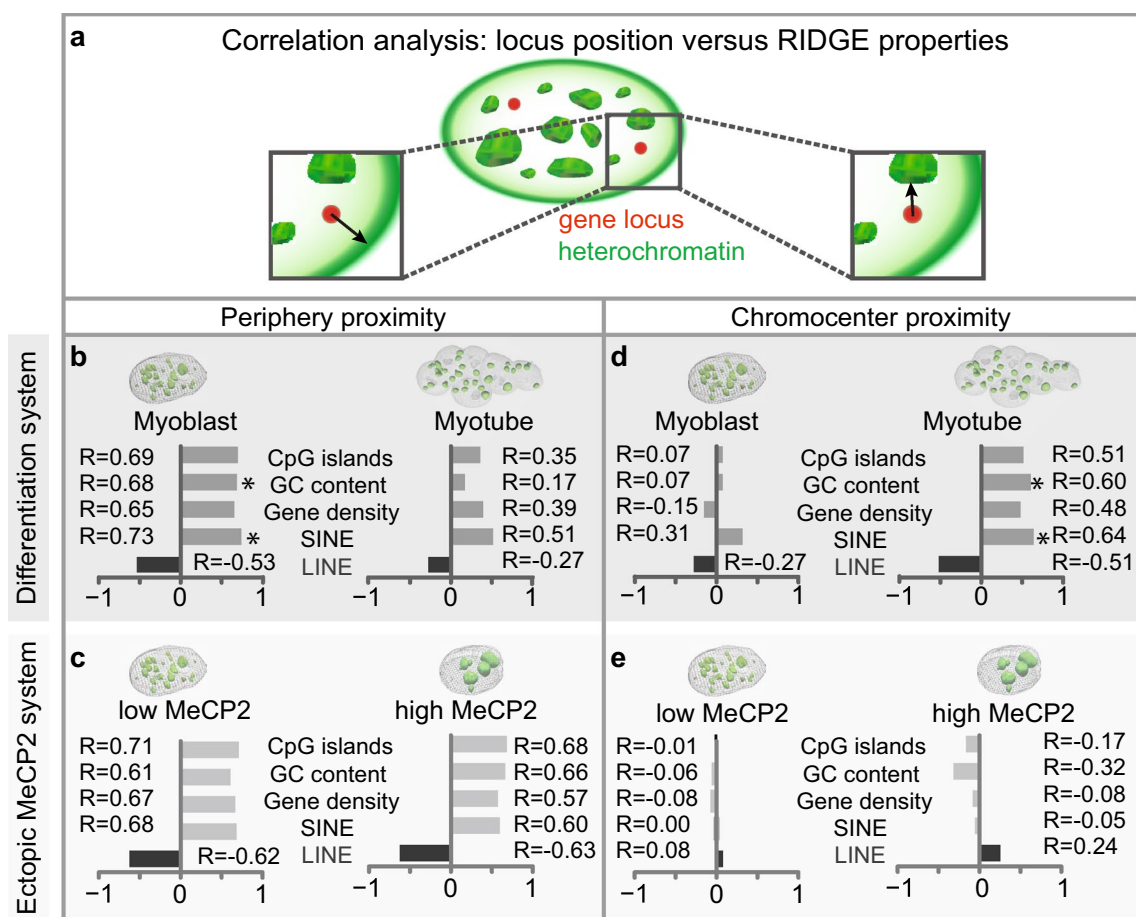 a
Correlation analysis: locus position versus RIDGE properties
gene locus
heterochromatin
Periphery proximity
Chromocenter proximity
Differentiation system
b
Myoblast
Myotube
R=0.69 CpG islands R=0.35
R=0.68 * GC content R=0.17
R=0.65 Gene density R=0.39
R=0.73 * SINE R=0.51
R=-0.53 LINE R=-0.27
−1 0 1 −1 0 1
d
Myoblast
Myotube
R=0.07 CpG islands R=0.51
R=0.07 GC content * R=0.60
R=-0.15 Gene density R=0.48
R=0.31 SINE * R=0.64
R=-0.27 LINE R=-0.51
−1 0 1 −1 0 1
Ectopic MeCP2 system
c
low MeCP2
high MeCP2
R=0.71 CpG islands R=0.68
R=0.61 GC content R=0.66
R=0.67 Gene density R=0.57
R=0.68 SINE R=0.60
R=-0.62 LINE R=-0.63
−1 0 1 −1 0 1
e
low MeCP2
high MeCP2
R=-0.01 CpG islands R=-0.17
R=-0.06 GC content R=-0.32
R=-0.08 Gene density R=-0.08
R=0.00 SINE R=-0.05
R=0.08 LINE R=0.24
−1 0 1 −1 0 1